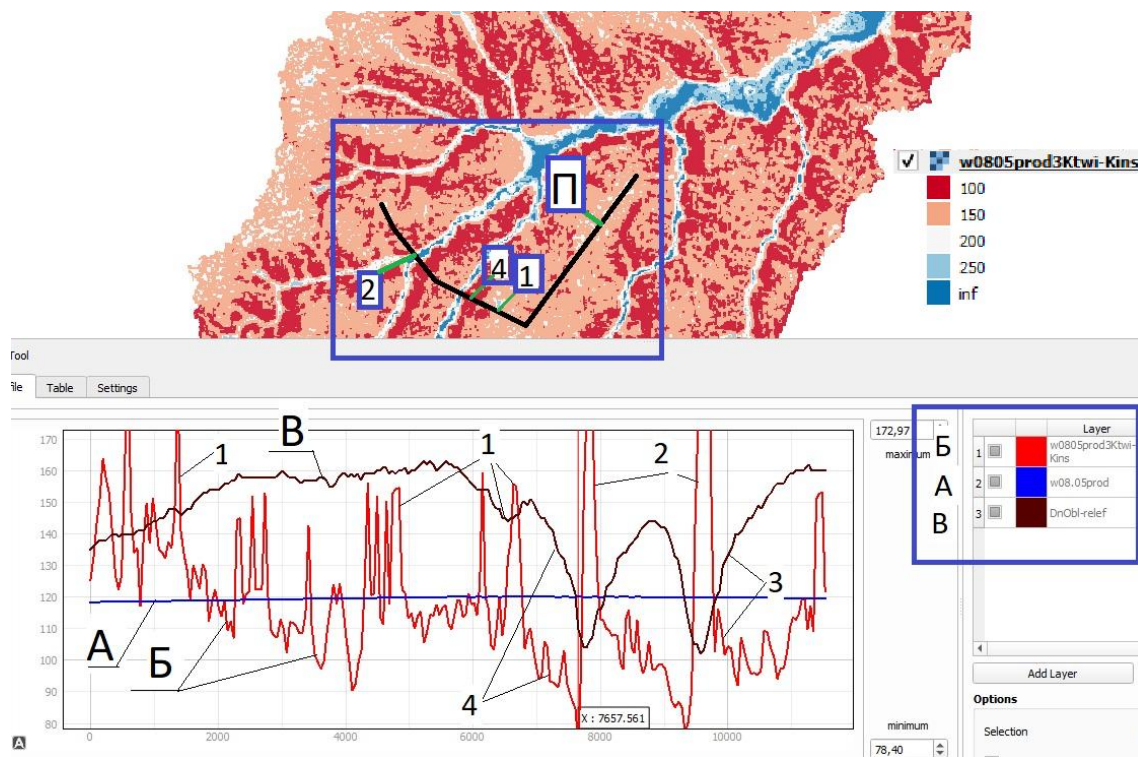 w0805prod3Ktwi-Kins
100
150
200
250
inf
П
4
1
2
Tool
file
Table
Settings
170
160
150
140
130
120
110
100
90
80
0
2000
4000
6000
8000
10000
1
В
1
2
3
А
Б
4
X : 7657.561
A
172,97
maximum
minimum
78,40
Б
А
В
Layer
1 w0805prod3Ktwi-
Kins
2 w08.05prod
3 DnObl-relef
Add Layer
Options
Selection